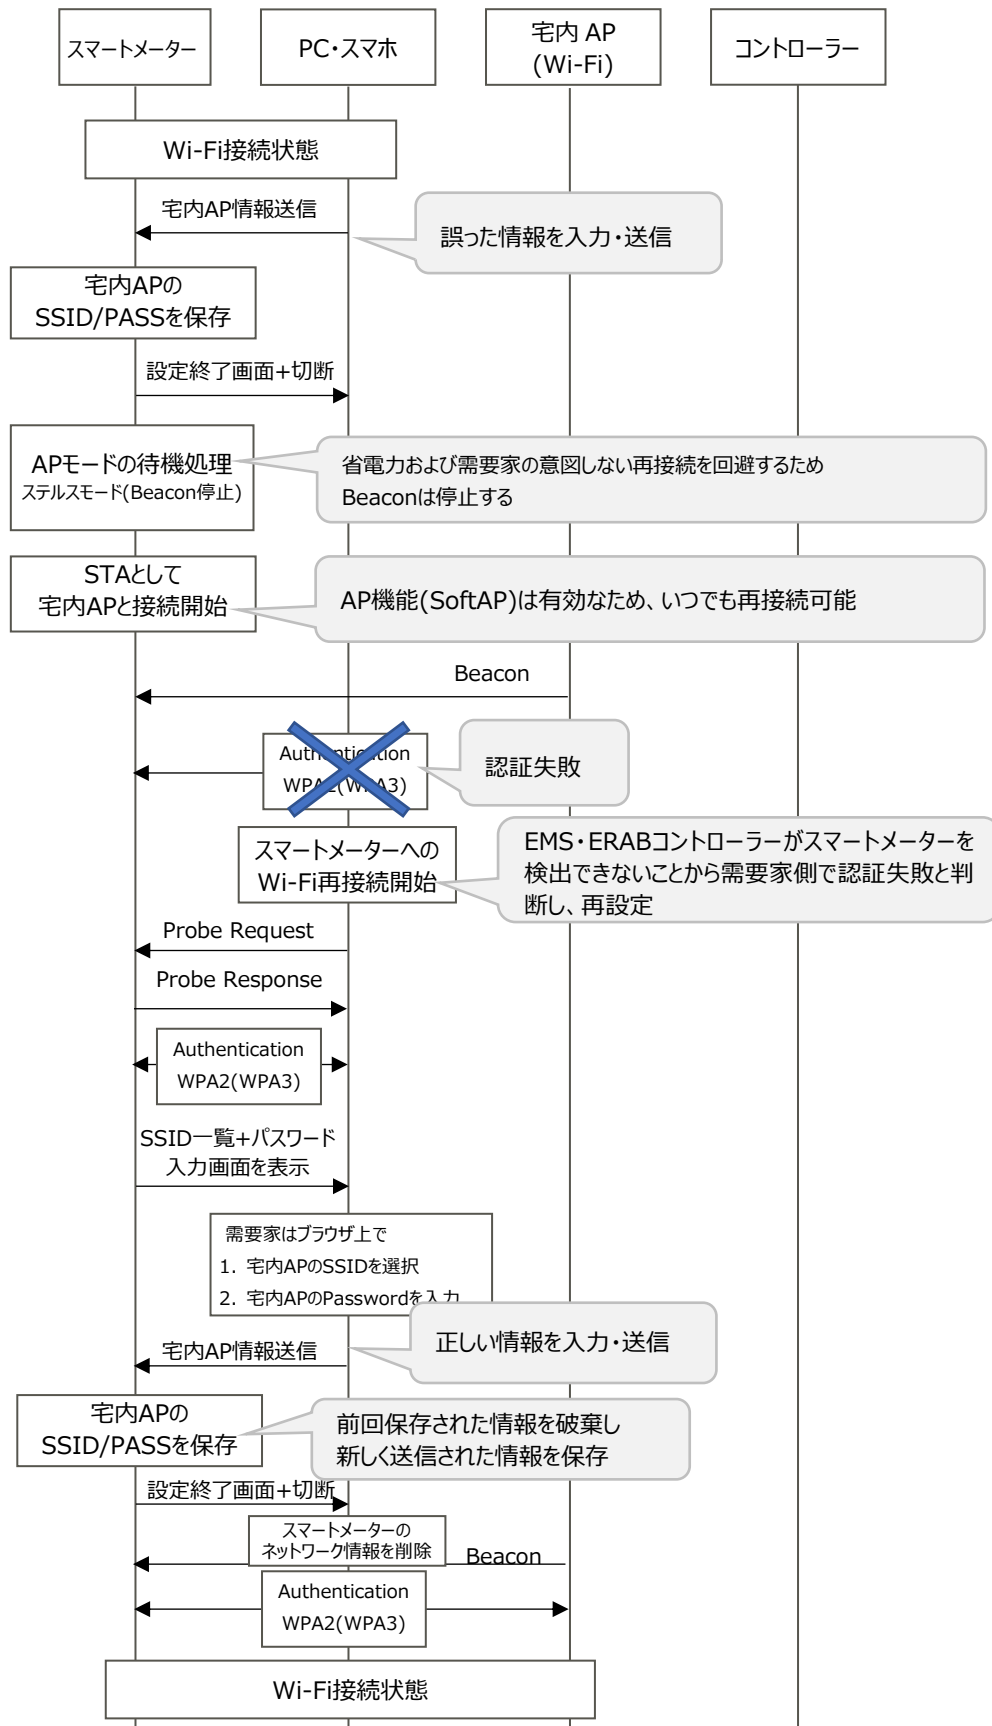 スマートメーター
PC・スマホ
宅内 AP
(Wi-Fi)
コントローラー
Wi-Fi接続状態
宅内AP情報送信
誤った情報を入力・送信
宅内APの
SSID/PASSを保存
設定終了画面+切断
APモードの待機処理
ステルスモード(Beacon停止)
省電力および需要家の意図しない再接続を回避するため
Beaconは停止する
STAとして
宅内APと接続開始
AP機能(SoftAP)は有効なため、いつでも再接続可能
Beacon
Authentication
WPA2(WPA3)
認証失敗
スマートメーターへの
Wi-Fi再接続開始
EMS・ERABコントローラーがスマートメーターを
検出できないことから需要家側で認証失敗と判
断し、再設定
Probe Request
Probe Response
Authentication
WPA2(WPA3)
SSID一覧+パスワード
入力画面を表示
需要家はブラウザ上で
1. 宅内APのSSIDを選択
2. 宅内APのPasswordを入力
正しい情報を入力・送信
宅内AP情報送信
宅内APの
SSID/PASSを保存
前回保存された情報を破棄し
新しく送信された情報を保存
設定終了画面+切断
スマートメーターの
ネットワーク情報を削除
Beacon
Authentication
WPA2(WPA3)
Wi-Fi接続状態